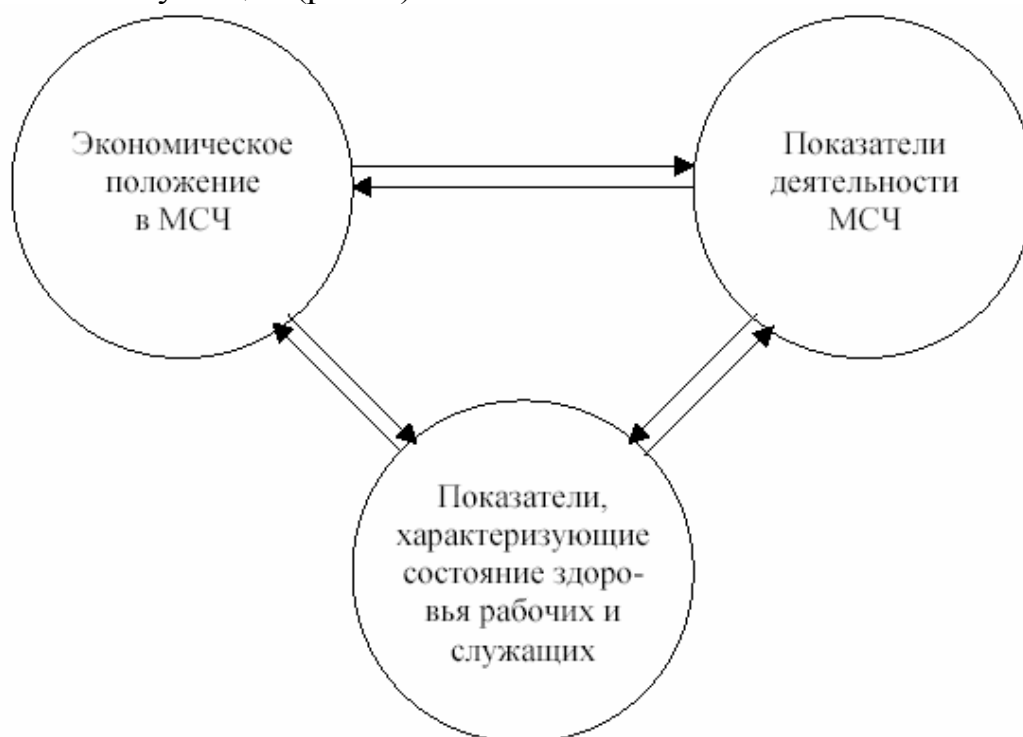 Экономическое
положение
в МСЧ
Показатели
деятельности
МСЧ
Показатели,
характеризующие
состояние здоро-
вья рабочих и
служащих